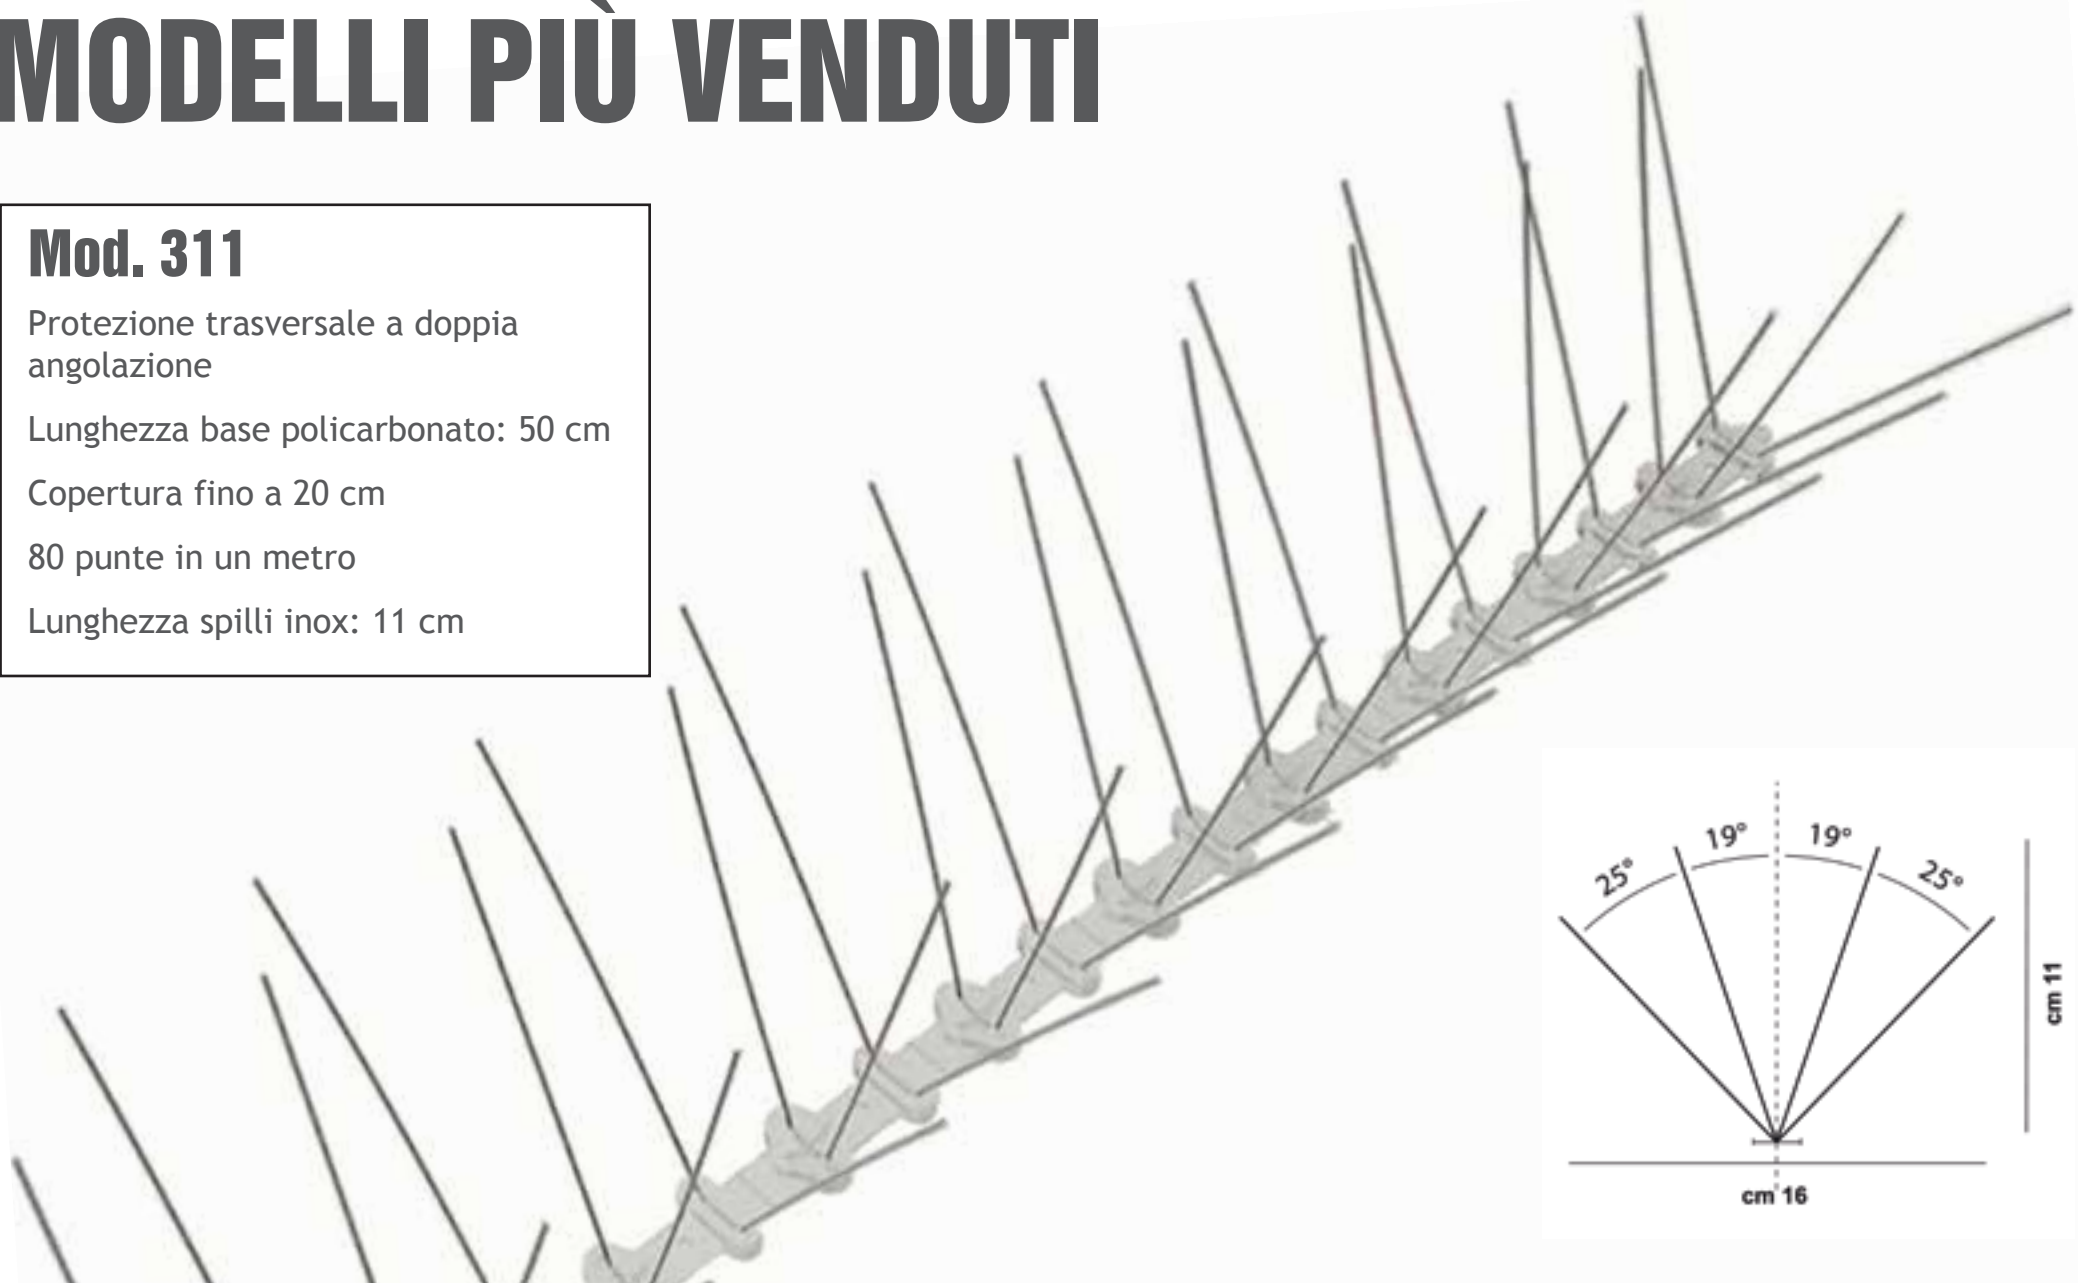 MODELLI PIÙ VENDUTI
Mod. 311
Protezione trasversale a doppia
angolazione
Lunghezza base policarbonato: 50 cm
Copertura fino a 20 cm
80 punte in un metro
Lunghezza spilli inox: 11 cm
25°
19°
19°
25°
cm 11
cm 16